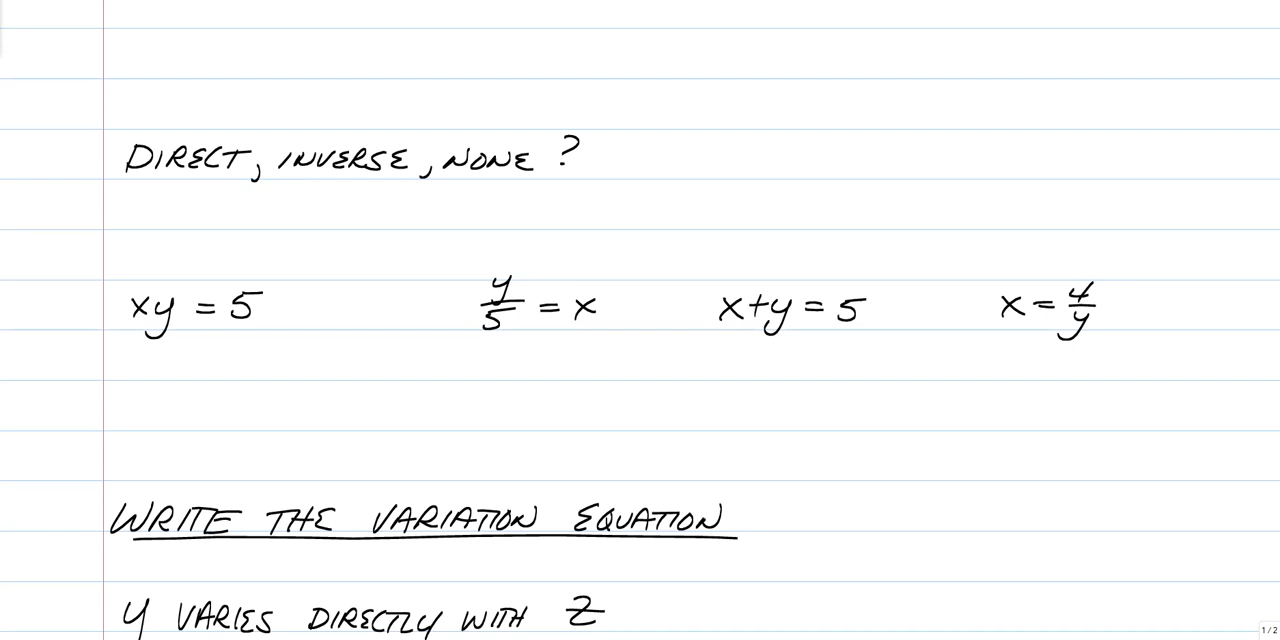 DIRECT, INVERSE, NONE ?
xy = 5 y/5 = x x+y = 5 x = 4/y
WRITE THE VARIATION EQUATION
y VARIES DIRECTLY WITH Z
1 / 2